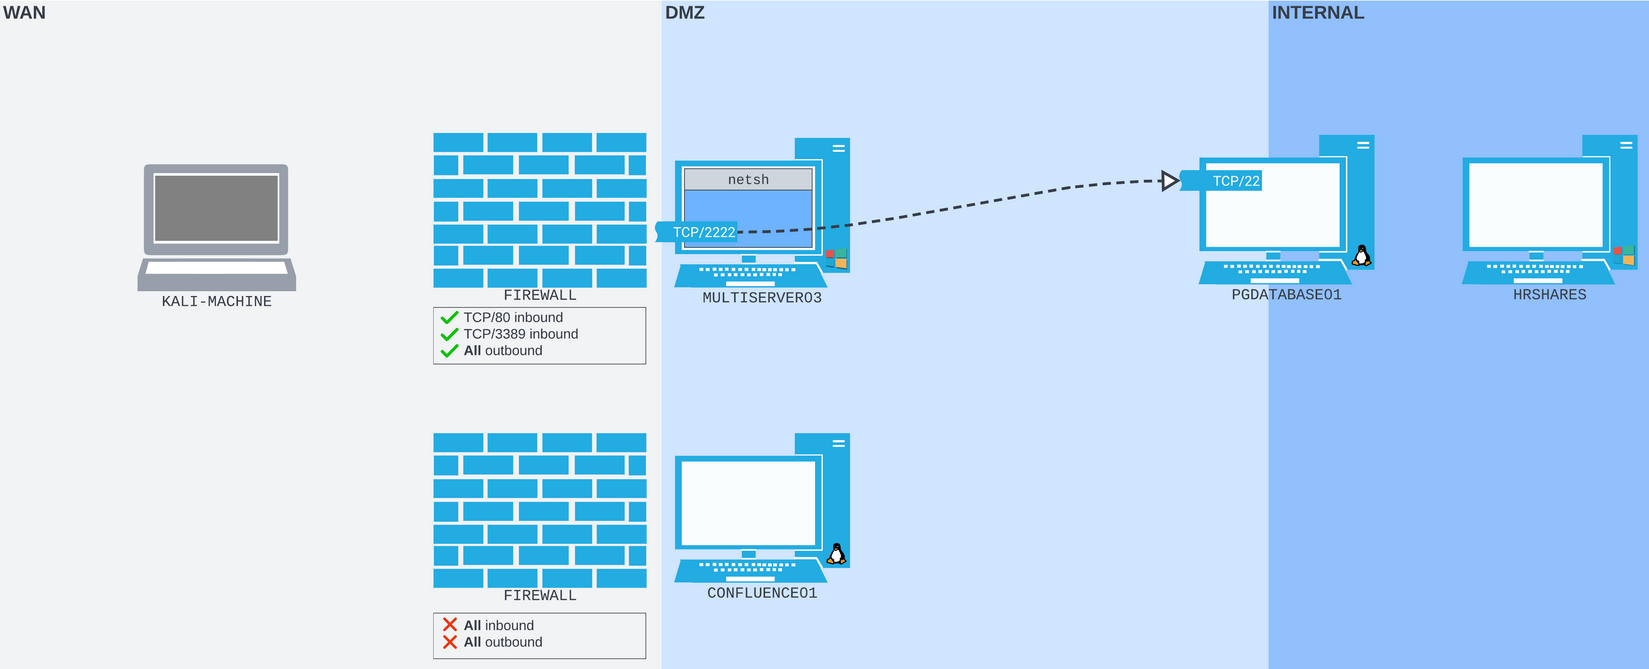 WAN
DMZ
INTERNAL
netsh
TCP/2222
TCP/22
KALI-MACHINE
FIREWALL
MULTISERVER03
PGDATABASE01
HRSHARES
TCP/80 inbound
TCP/3389 inbound
All outbound
FIREWALL
CONFLUENCE01
All inbound
All outbound